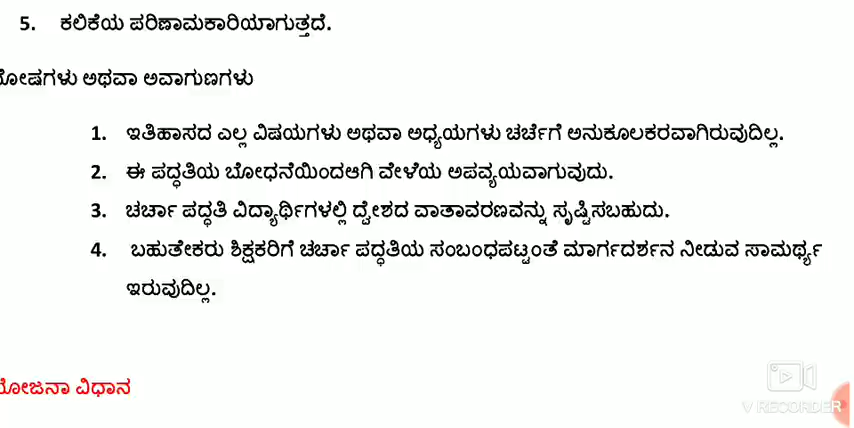 5. ಕಲಿಕೆಯ ಪರಿಣಾಮಕಾರಿಯಾಗುತ್ತದೆ.
ಅಥವಾ ಅವಾಗುಣಗಳು
1. ಇತಿಹಾಸದ ಎಲ್ಲ ವಿಷಯಗಳು ಅಥವಾ ಅಧ್ಯಯಗಳು ಚರ್ಚೆಗೆ ಅನುಕೂಲಕರವಾಗಿರುವುದಿಲ್ಲ.
2. ಈ ಪದ್ಧತಿಯ ಬೋಧನೆಯಿಂದಆಗಿ ವೇಳೆಯ ಅಪವ್ಯಯವಾಗುವುದು.
3. ಚರ್ಚಾ ಪದ್ಧತಿ ವಿದ್ಯಾರ್ಥಿಗಳಲ್ಲಿ ದ್ವೇಶದ ವಾತಾವರಣವನ್ನು ಸೃಷ್ಟಿಸಬಹುದು.
4. ಬಹುತೇಕರು ಶಿಕ್ಷಕರಿಗೆ ಚರ್ಚಾ ಪದ್ಧತಿಯ ಸಂಬಂಧಪಟ್ಟಂತೆ ಮಾರ್ಗದರ್ಶನ ನೀಡುವ ಸಾಮರ್ಥ್ಯ
ಇರುವುದಿಲ್ಲ.
ವಿಧಾನ
V RECORDER